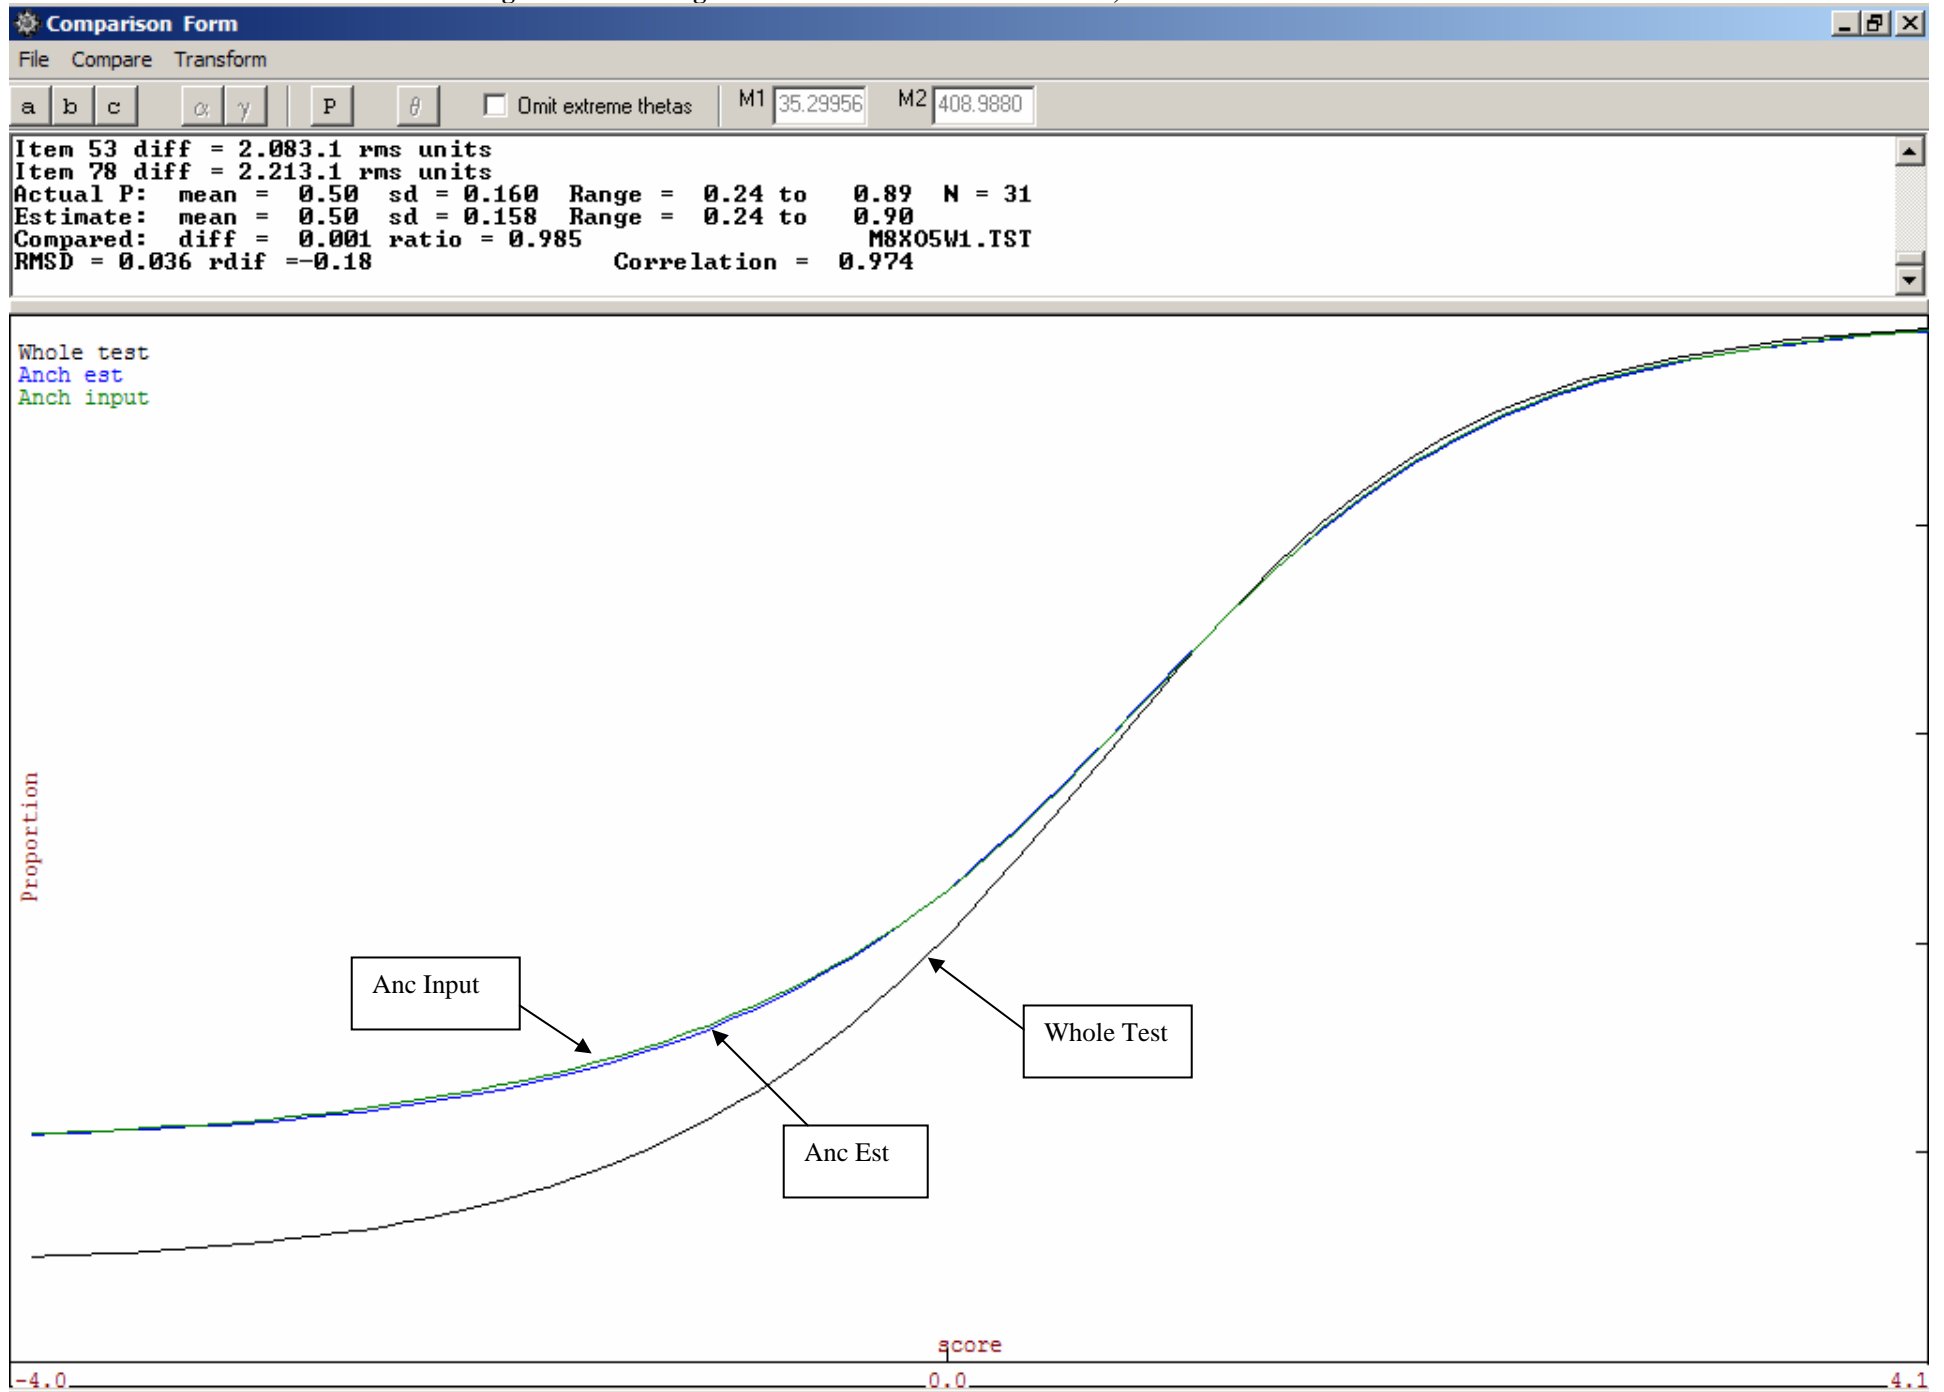 Comparison Form
File Compare Transform
a b c α γ P θ Omit extreme thetas M1 35.29956 M2 408.9880
Item 53 diff = 2.083.1 rms units
Item 78 diff = 2.213.1 rms units
Actual P: mean = 0.50 sd = 0.160 Range = 0.24 to 0.89 N = 31
Estimate: mean = 0.50 sd = 0.158 Range = 0.24 to 0.90
Compared: diff = 0.001 ratio = 0.985 M8XO5W1.TST
RMSD = 0.036 rdif =-0.18 Correlation = 0.974
Whole test
Anch est
Anch input
Proportion
Anc Input
Whole Test
Anc Est
score
-4.0 0.0 4.1